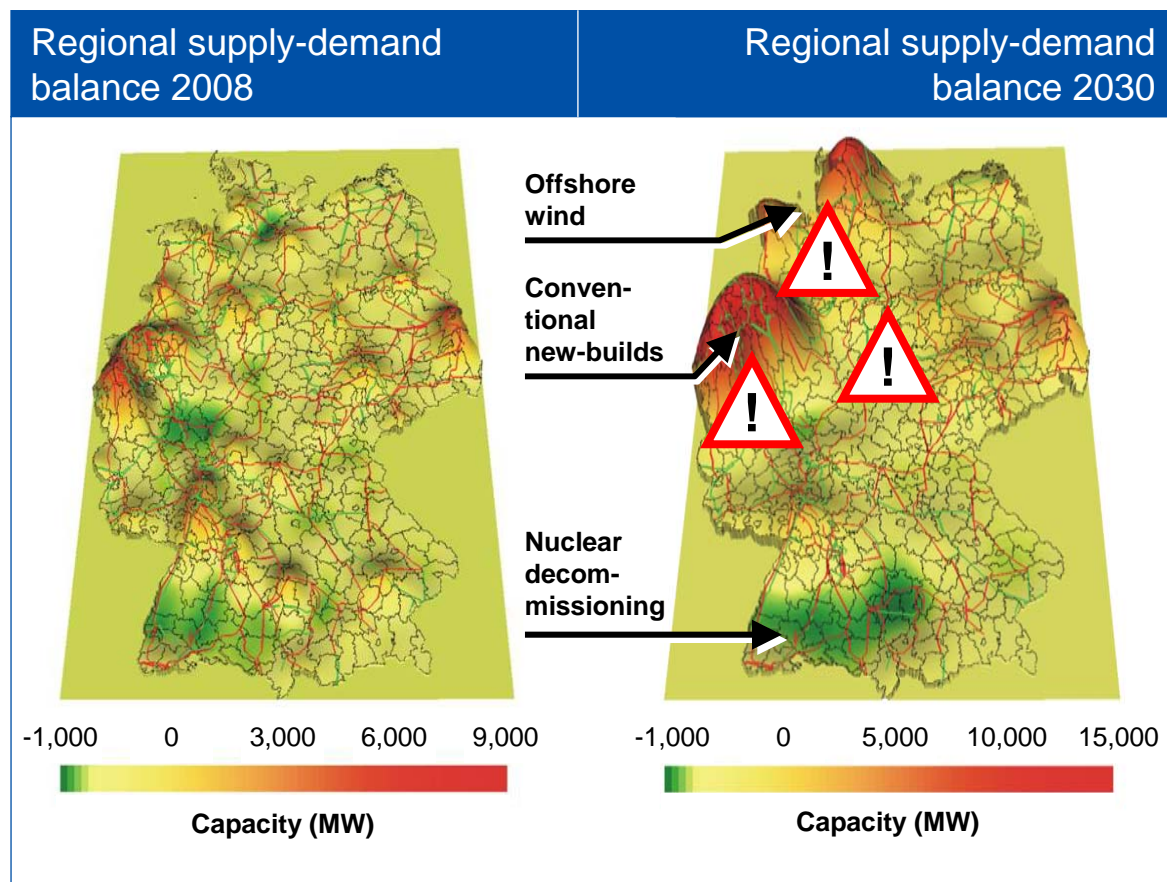 Regional supply-demand
balance 2008
Regional supply-demand
balance 2030
Offshore
wind
Conven-
tional
new-builds
Nuclear
decom-
missioning
!
!
!
-1,000 0 3,000 6,000 9,000
Capacity (MW)
-1,000 0 5,000 10,000 15,000
Capacity (MW)